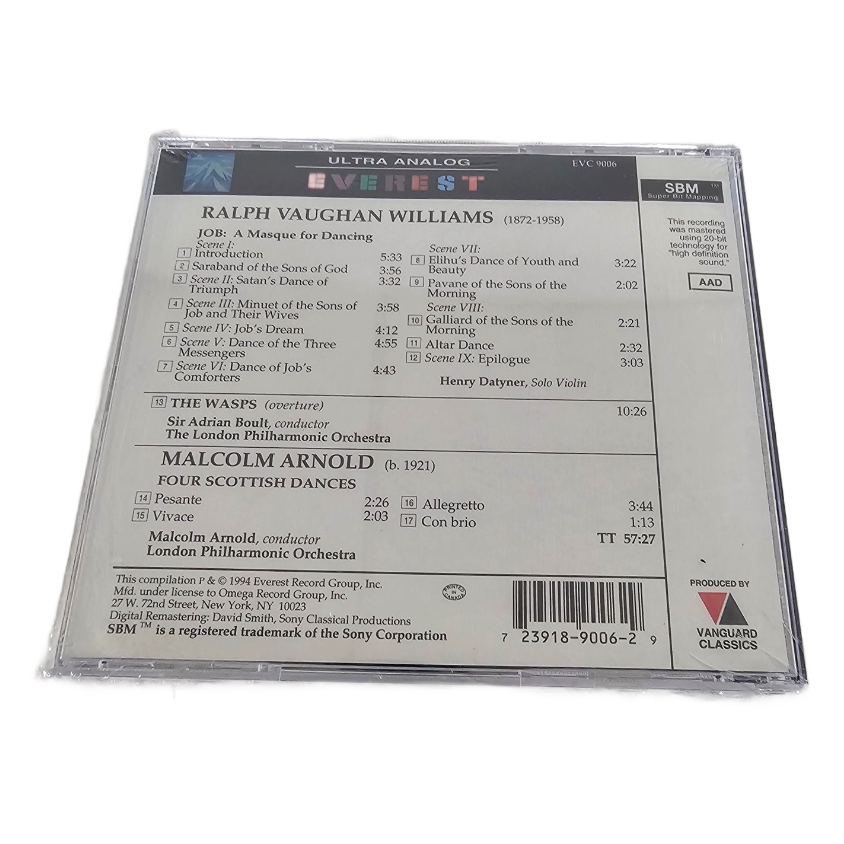 ULTRA ANALOG
EVEREST
EVC 9006
RALPH VAUGHAN WILLIAMS (1872-1958)
JOB: A Masque for Dancing
Scene I:
1 Introduction 5:33
2 Saraband of the Sons of God 3:56
3 Scene II: Satan's Dance of 3:32
Triumph
4 Scene III: Minuet of the Sons of 3:58
Job and Their Wives
5 Scene IV: Job's Dream 4:12
6 Scene V: Dance of the Three 4:55
Messengers
7 Scene VI: Dance of Job's 4:43
Comforters
Scene VII:
8 Elihu's Dance of Youth and 3:22
Beauty
9 Pavane of the Sons of the 2:02
Morning
Scene VIII:
10 Galliard of the Sons of the 2:21
Morning
11 Altar Dance 2:32
12 Scene IX: Epilogue 3:03
Henry Datyner, Solo Violin
13 THE WASPS (overture) 10:26
Sir Adrian Boult, conductor
The London Philharmonic Orchestra
MALCOLM ARNOLD (b. 1921)
FOUR SCOTTISH DANCES
14 Pesante 2:26
15 Vivace 2:03
16 Allegretto 3:44
17 Con brio 1:13
TT 57:27
Malcolm Arnold, conductor
London Philharmonic Orchestra
This compilation P & © 1994 Everest Record Group, Inc.
Mfd. under license to Omega Record Group, Inc.
27 W. 72nd Street, New York, NY 10023
Digital Remastering: David Smith, Sony Classical Productions
SBM™ is a registered trademark of the Sony Corporation
PRINTED IN CANADA
7 23918-9006-2 9
SBM™
Super Bit Mapping
This recording
was mastered
using 20-bit
technology for
"high definition
sound."
AAD
PRODUCED BY
VANGUARD
CLASSICS